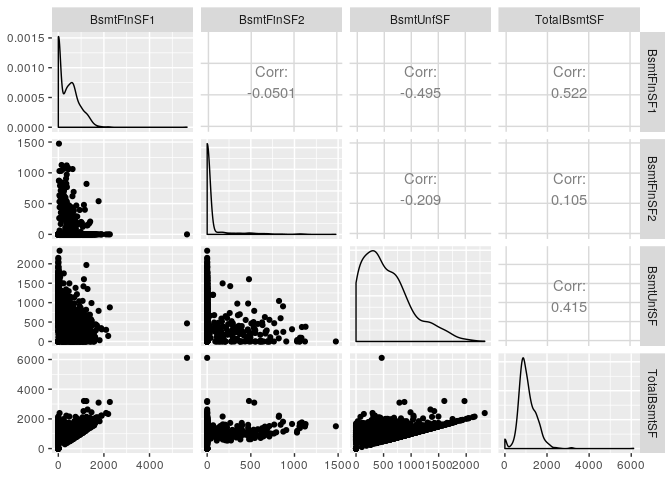 BsmtFinSF1 BsmtFinSF2 BsmtUnfSF TotalBsmtSF
0.0015
0.0010
0.0005
0.0000
Corr:
-0.0501
Corr:
-0.495
Corr:
0.522
BsmtFinSF1
1500
1000
500
0
Corr:
-0.209
Corr:
0.105
BsmtFinSF2
2000
1500
1000
500
0
Corr:
0.415
BsmtUnfSF
6000
4000
2000
0
TotalBsmtSF
0 2000 4000 0 500 1000 1500 0 500 1000 1500 2000 0 2000 4000 6000